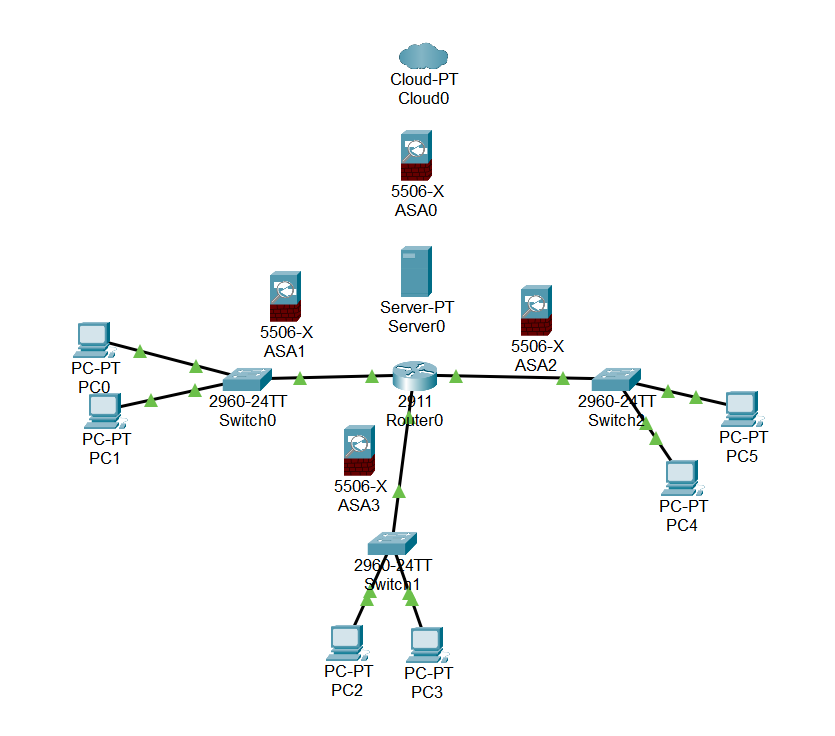 Cloud-PT
Cloud0
5506-X
ASA0
Server-PT
Server0
5506-X
ASA1
5506-X
ASA2
PC-PT
PC0
2960-24TT
Switch0
2911
Router0
2960-24TT
Switch2
PC-PT
PC1
PC-PT
PC5
5506-X
ASA3
PC-PT
PC4
2960-24TT
Switch1
PC-PT
PC2
PC-PT
PC3